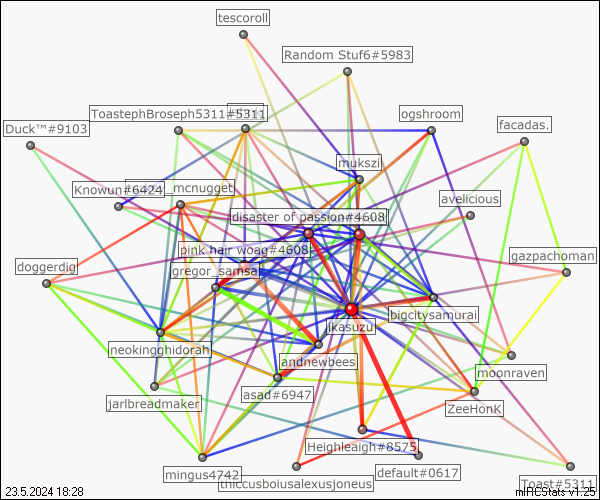 tescoroll
Random Stuf6#5983
ToastephBroseph5311#5311
ogshroom
Duck™#9103
facadas.
mukszi
Knowun#6424
mcnugget
avelicious
disaster of passion#4608
pink hair woag#4608
gazpachoman
doggerdig
gregor_samsa
bigcitysamurai
ikasuzu
neokingghidorah
andnewbees
moonraven
asad#6947
jarlbreadmaker
ZeeHonK
Heighleaigh#8575
mingus4742
default#0617
thiccusboiusalexusjoneus
Toast#5311
23.5.2024 18:28
mIRCStats v1.25